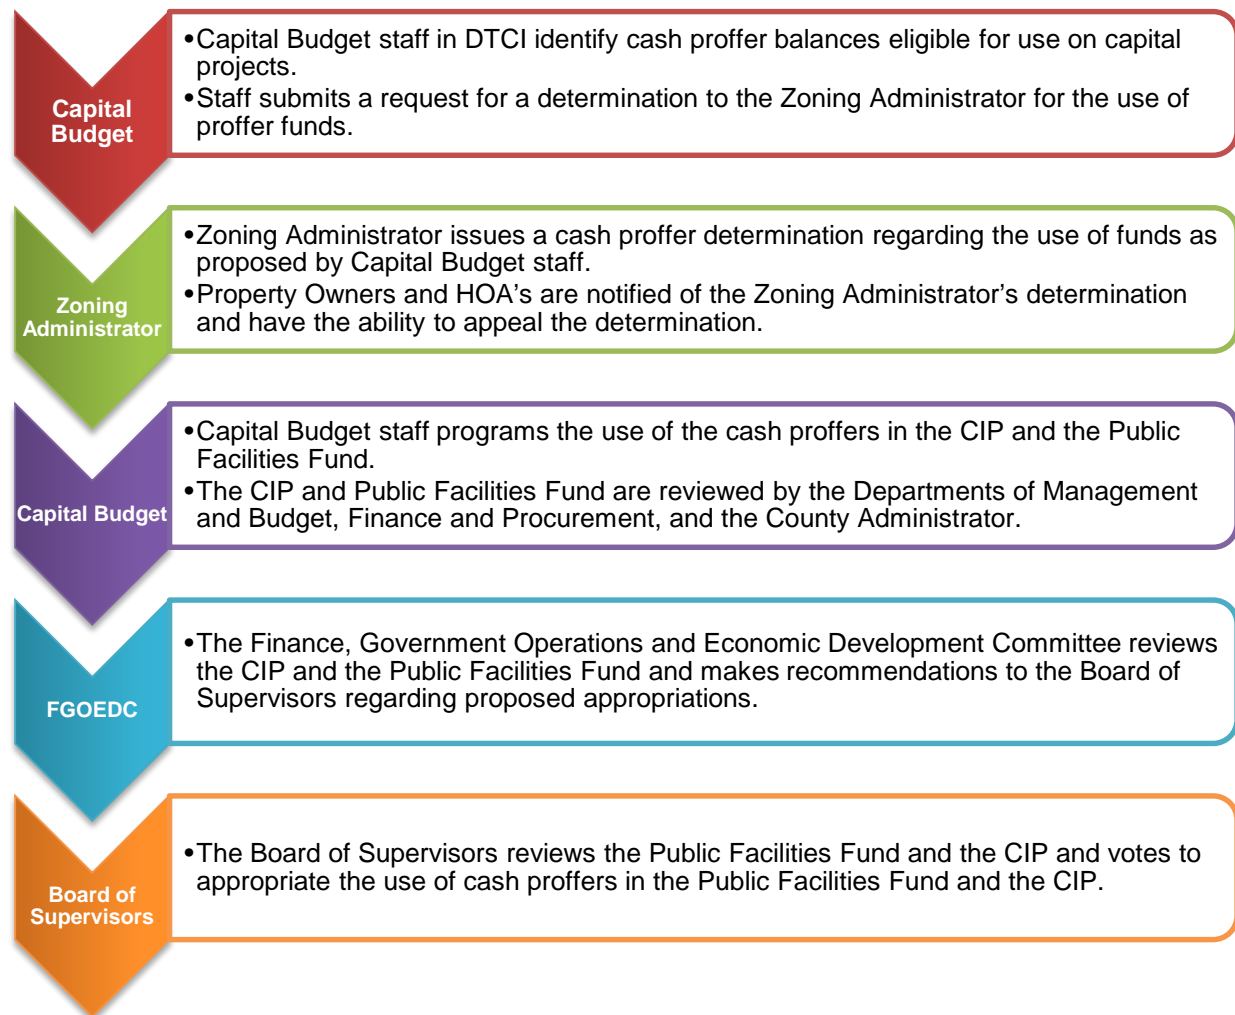 Capital
Budget
•Capital Budget staff in DTCI identify cash proffer balances eligible for use on capital
projects.
•Staff submits a request for a determination to the Zoning Administrator for the use of
proffer funds.
Zoning
Administrator
•Zoning Administrator issues a cash proffer determination regarding the use of funds as
proposed by Capital Budget staff.
•Property Owners and HOA's are notified of the Zoning Administrator’s determination
and have the ability to appeal the determination.
Capital Budget
•Capital Budget staff programs the use of the cash proffers in the CIP and the Public
Facilities Fund.
•The CIP and Public Facilities Fund are reviewed by the Departments of Management
and Budget, Finance and Procurement, and the County Administrator.
FGOEDC
•The Finance, Government Operations and Economic Development Committee reviews
the CIP and the Public Facilities Fund and makes recommendations to the Board of
Supervisors regarding proposed appropriations.
Board of
Supervisors
•The Board of Supervisors reviews the Public Facilities Fund and the CIP and votes to
appropriate the use of cash proffers in the Public Facilities Fund and the CIP.